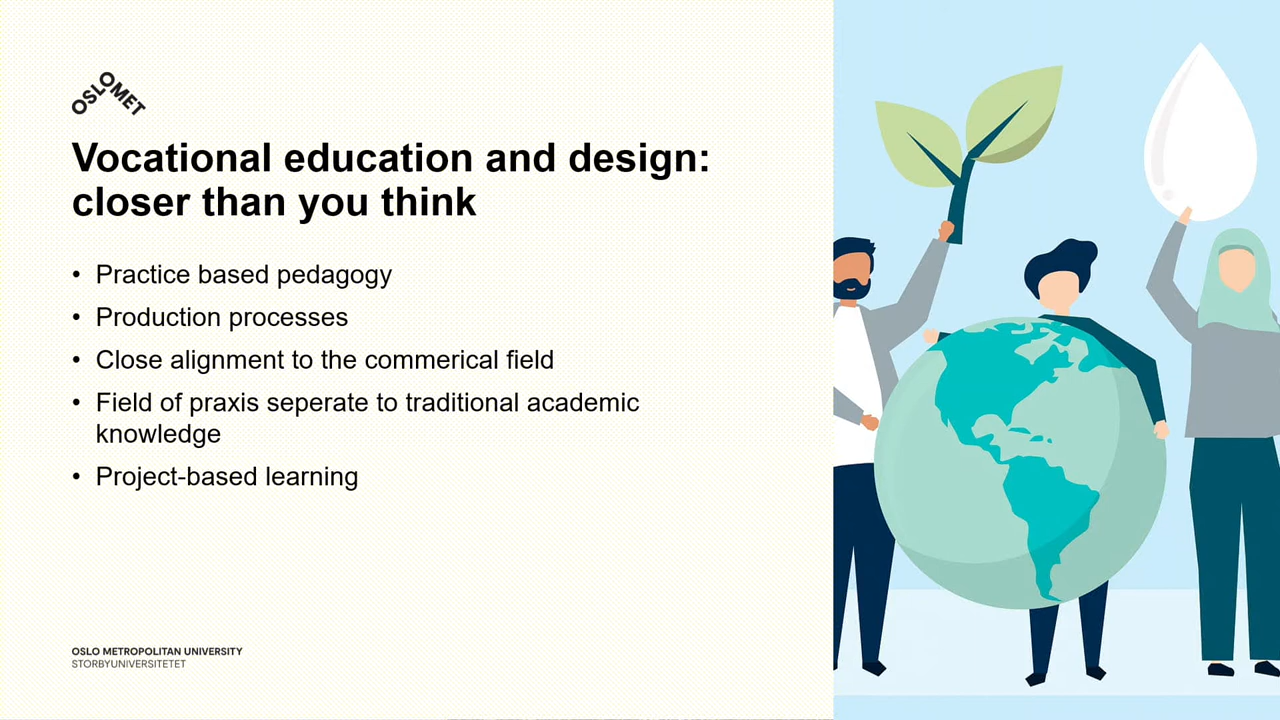 OSLOMET
Vocational education and design:
closer than you think
• Practice based pedagogy
• Production processes
• Close alignment to the commerical field
• Field of praxis seperate to traditional academic
knowledge
• Project-based learning
OSLO METROPOLITAN UNIVERSITY
STORBYUNIVERSITETET